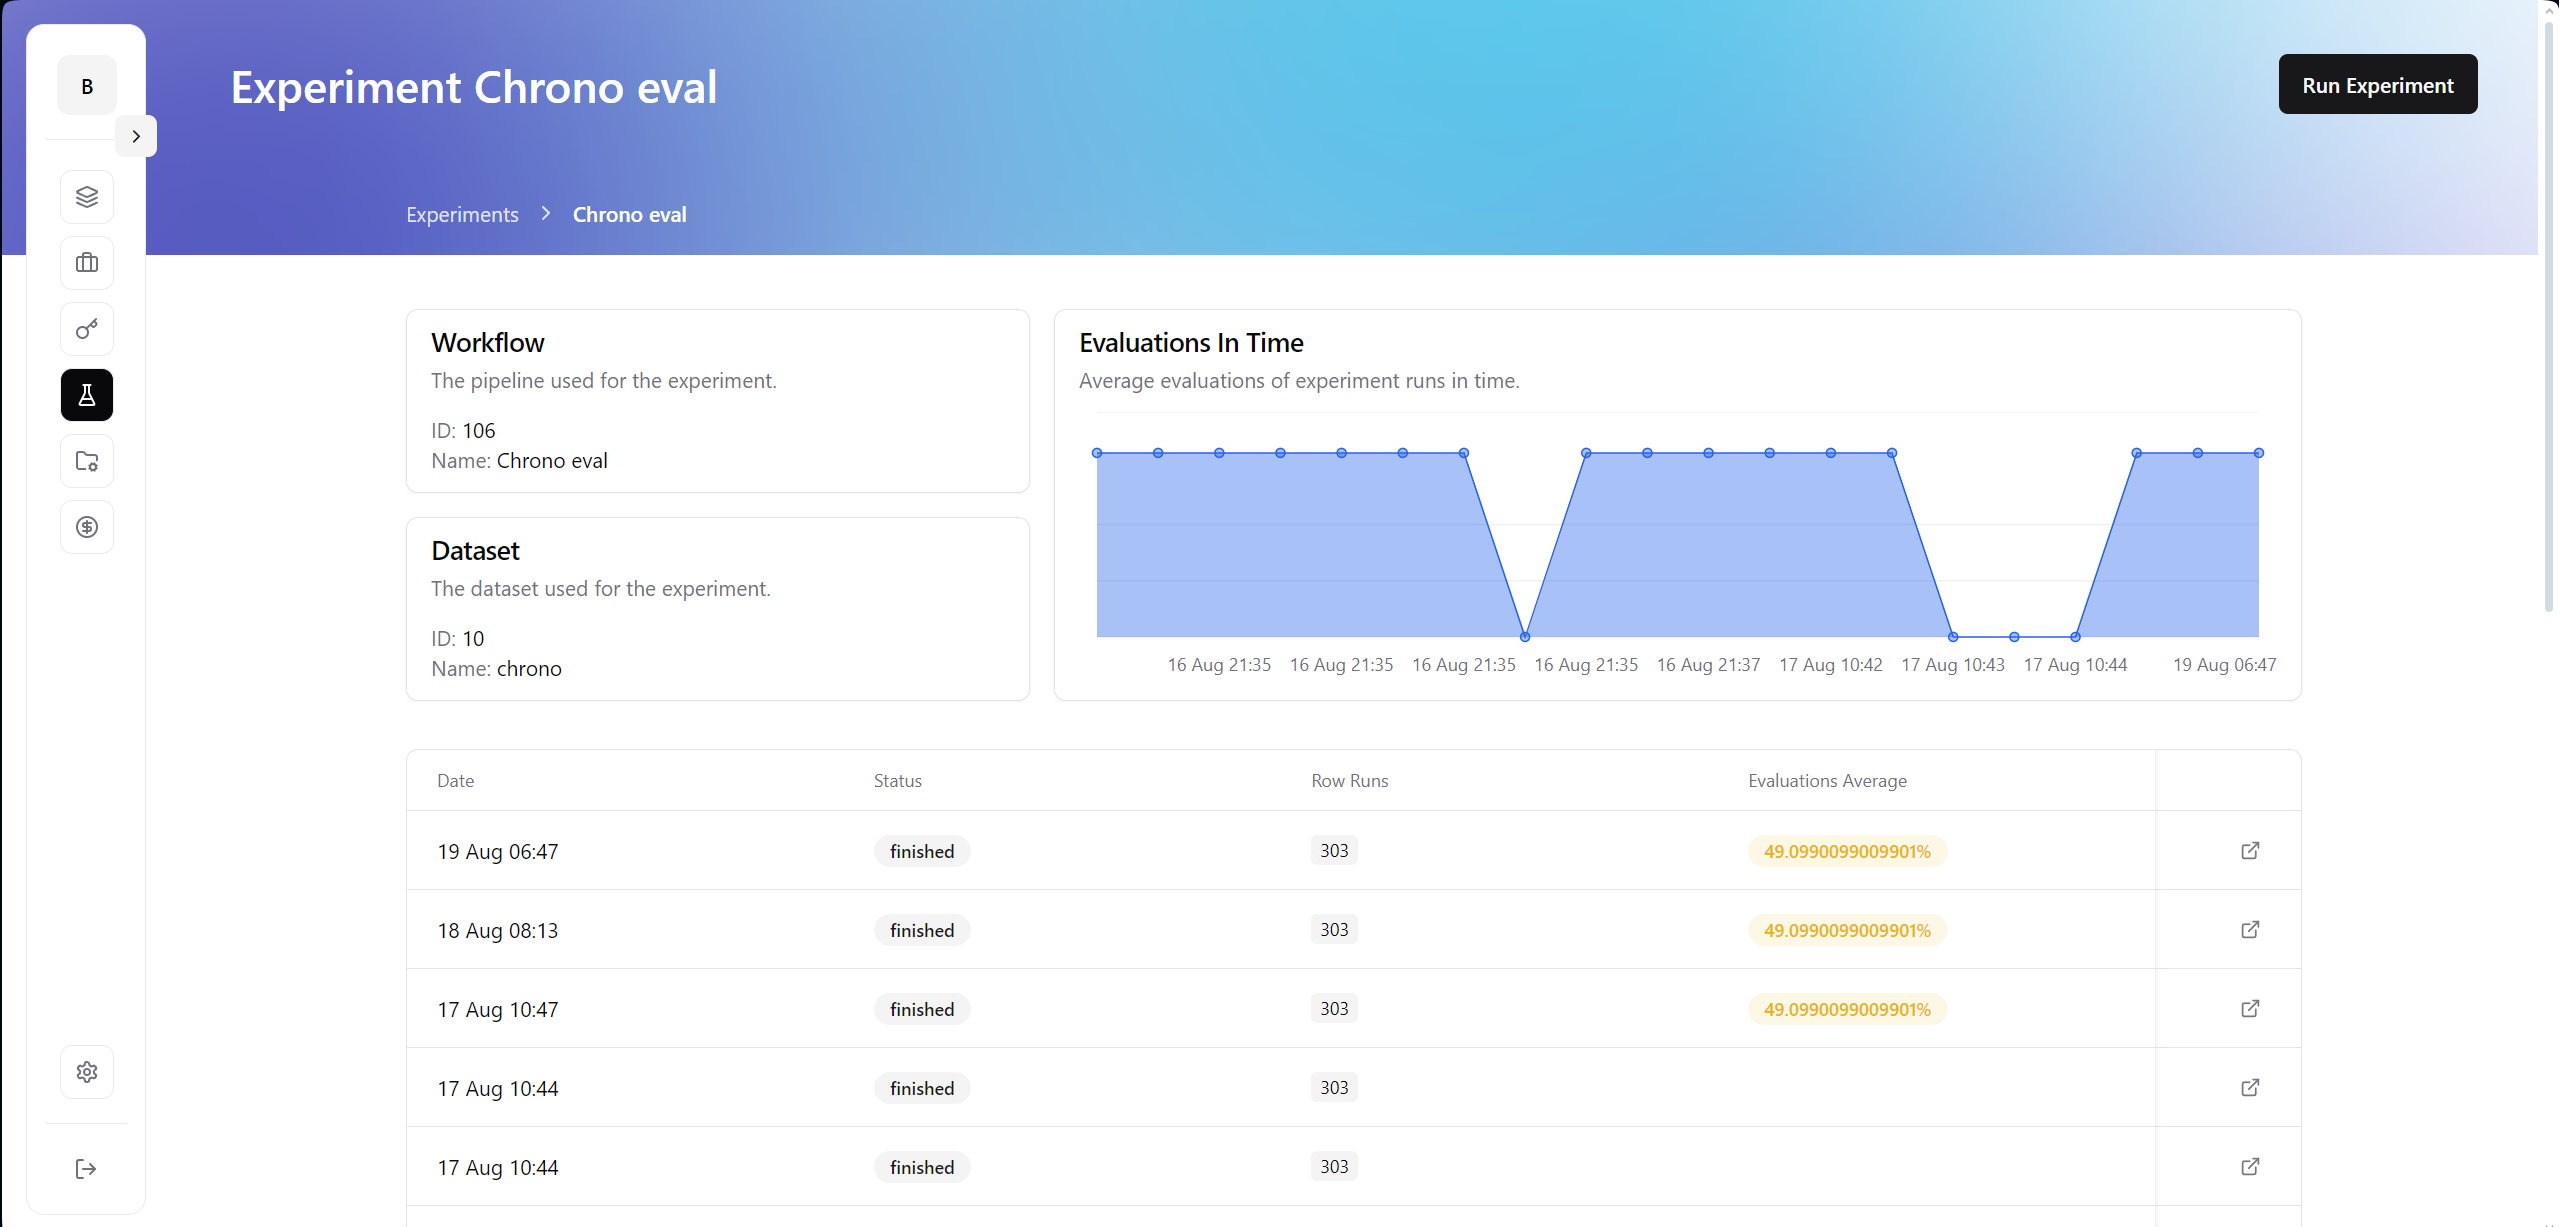 B
Experiment Chrono eval
Run Experiment
Experiments
Chrono eval
Workflow
The pipeline used for the experiment.
ID: 106
Name: Chrono eval
Dataset
The dataset used for the experiment.
ID: 10
Name: chrono
Evaluations In Time
Average evaluations of experiment runs in time.
16 Aug 21:35 16 Aug 21:35 16 Aug 21:35 16 Aug 21:35 16 Aug 21:37 17 Aug 10:42 17 Aug 10:43 17 Aug 10:44 19 Aug 06:47
Date Status Row Runs Evaluations Average
19 Aug 06:47 finished 303 49.0990099009901%
18 Aug 08:13 finished 303 49.0990099009901%
17 Aug 10:47 finished 303 49.0990099009901%
17 Aug 10:44 finished 303
17 Aug 10:44 finished 303